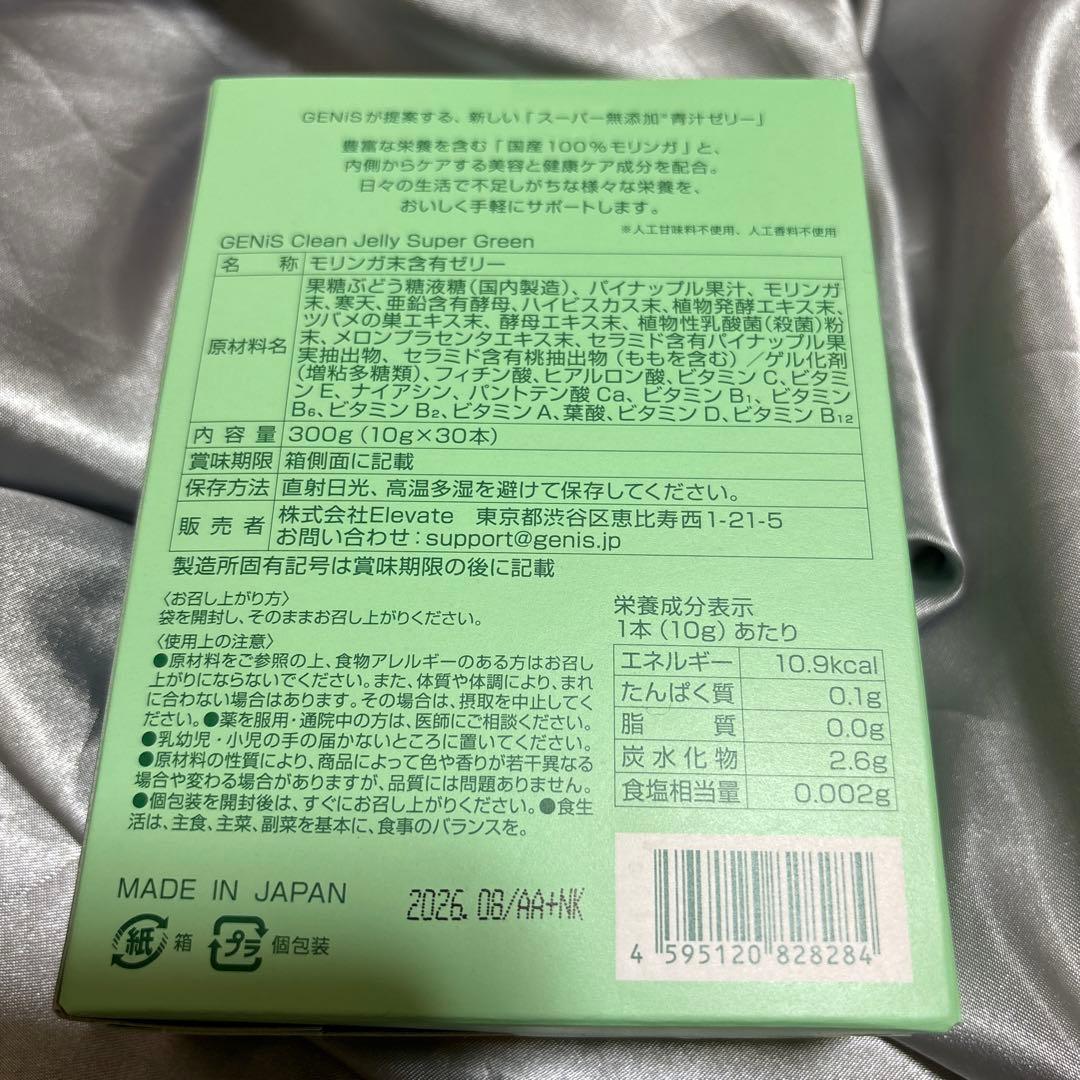 GENiSが提案する、新しい「スーパー無添加※青汁ゼリー」
豊富な栄養を含む「国産100%モリンガ」と、
内側からケアする美容と健康ケア成分を配合。
日々の生活で不足しがちな様々な栄養を、
おいしく手軽にサポートします。
※人工甘味料不使用、人工香料不使用
GENiS Clean Jelly Super Green
名称 モリンガ末含有ゼリー
原材料名 果糖ぶどう糖液糖(国内製造)、パイナップル果汁、モリンガ
末、寒天、亜鉛含有酵母、ハイビスカス末、植物発酵エキス末、
ツバメの巣エキス末、酵母エキス末、植物性乳酸菌(殺菌)粉
末、メロンプラセンタエキス末、セラミド含有パイナップル果
実抽出物、セラミド含有桃抽出物(ももを含む)/ゲル化剤
(増粘多糖類)、フィチン酸、ヒアルロン酸、ビタミンC、ビタミ
ンE、ナイアシン、パントテン酸Ca、ビタミンB1、ビタミン
B6、ビタミンB2、ビタミンA、葉酸、ビタミンD、ビタミンB12
内容量 300g(10g×30本)
賞味期限 箱側面に記載
保存方法 直射日光、高温多湿を避けて保存してください。
販売者 株式会社Elevate 東京都渋谷区恵比寿西1-21-5
お問い合わせ:support@genis.jp
製造所固有記号は賞味期限の後に記載
〈お召し上がり方〉
袋を開封し、そのままお召し上がりください。
〈使用上の注意〉
●原材料をご参照の上、食物アレルギーのある方はお召し
上がりにならないでください。また、体質や体調により、まれ
に合わない場合はあります。その場合は、摂取を中止してく
ださい。●薬を服用・通院中の方は、医師にご相談ください。
●乳幼児・小児の手の届かないところに置いてください。
●原材料の性質により、商品によって色や香りが若干異なる
場合や変わる場合がありますが、品質には問題ありません。
●個包装を開封後は、すぐにお召し上がりください。●食生
活は、主食、主菜、副菜を基本に、食事のバランスを。
栄養成分表示
1本(10g)あたり
エネルギー 10.9kcal
たんぱく質 0.1g
脂質 0.0g
炭水化物 2.6g
食塩相当量 0.002g
MADE IN JAPAN
2026.08/AA+NK
紙 箱 プラ 個包装
4 595120 828284